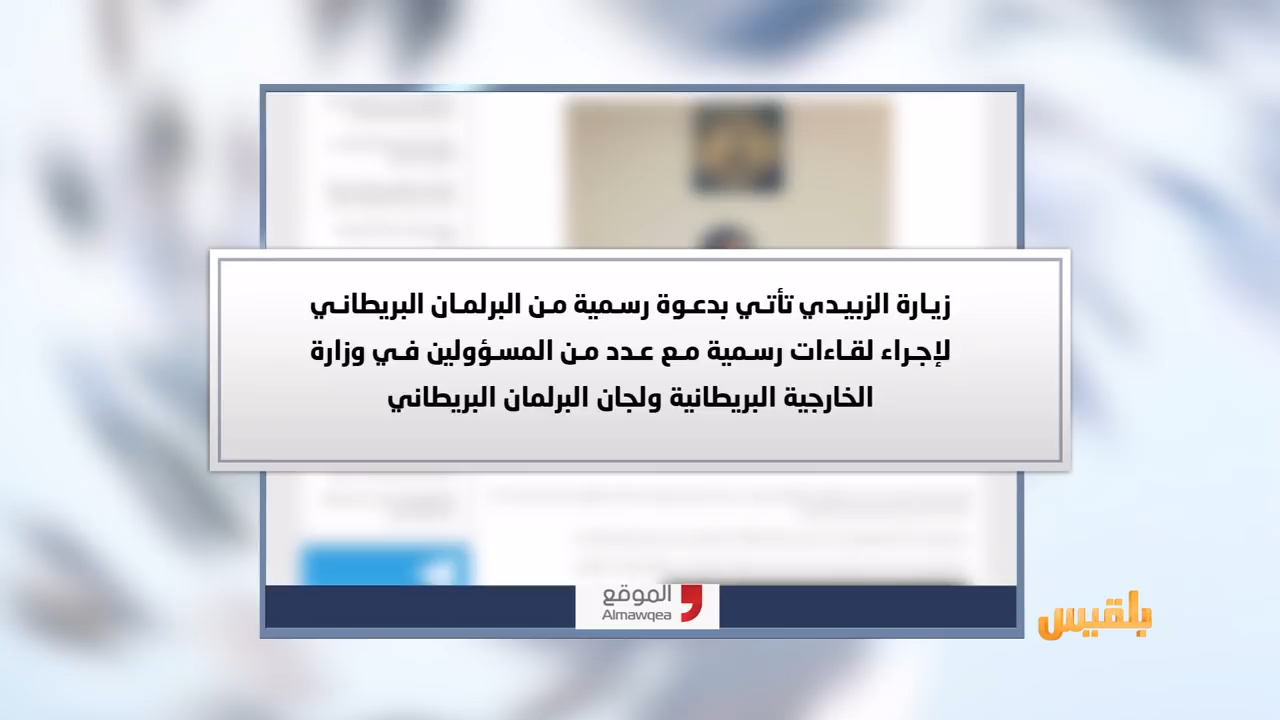 زيارة الزبيدي تأتي بدعوة رسمية من البرلمان البريطاني
لإجراء لقاءات رسمية مع عدد من المسؤولين في وزارة
الخارجية البريطانية ولجان البرلمان البريطاني
الموقع
Almawqea
بلقيس